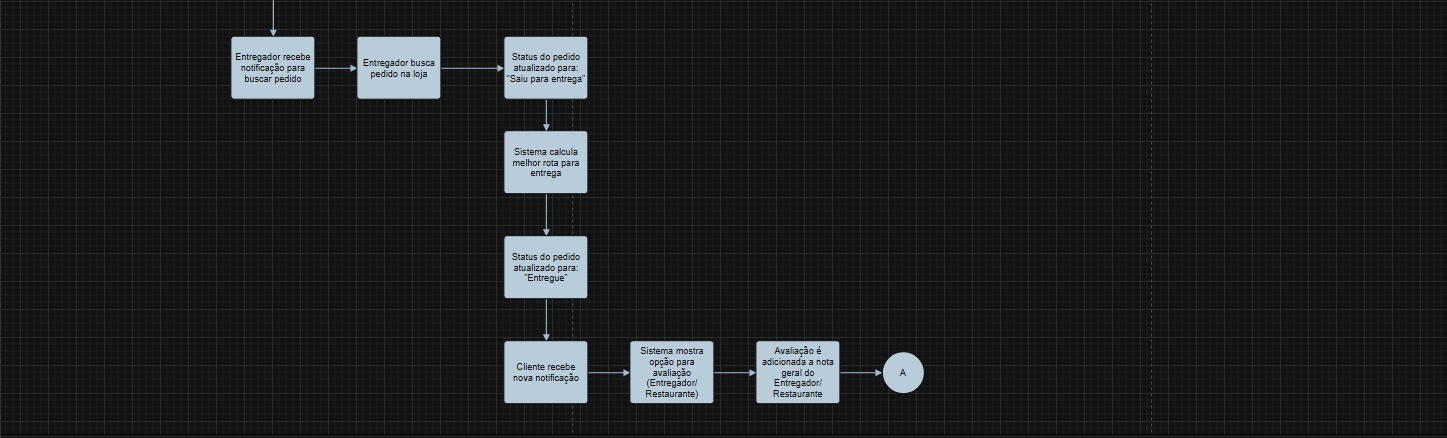 Entregador recebe
notificação para
buscar pedido
Entregador busca
pedido na loja
Status do pedido
atualizado para:
"Saiu para entrega"
Sistema calcula
melhor rota para
entrega
Status do pedido
atualizado para:
"Entregue"
Cliente recebe
nova notificação
Sistema mostra
opção para
avaliação
(Entregador/
Restaurante)
Avaliação é
adicionada a nota
geral do
Entregador/
Restaurante
A